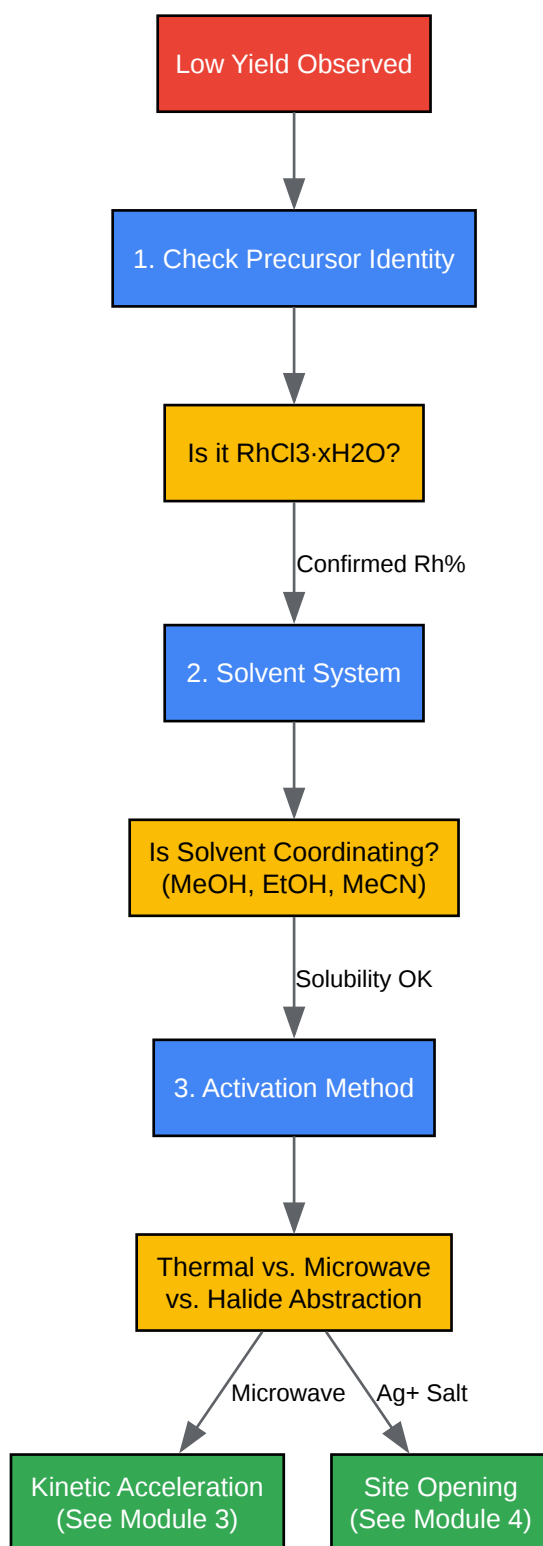 Low Yield Observed
1. Check Precursor Identity
Is it RhCl3·xH2O?
Confirmed Rh%
2. Solvent System
Is Solvent Coordinating?
(MeOH, EtOH, MeCN)
Solubility OK
3. Activation Method
Thermal vs. Microwave
vs. Halide Abstraction
Microwave
Ag+ Salt
Kinetic Acceleration
(See Module 3)
Site Opening
(See Module 4)